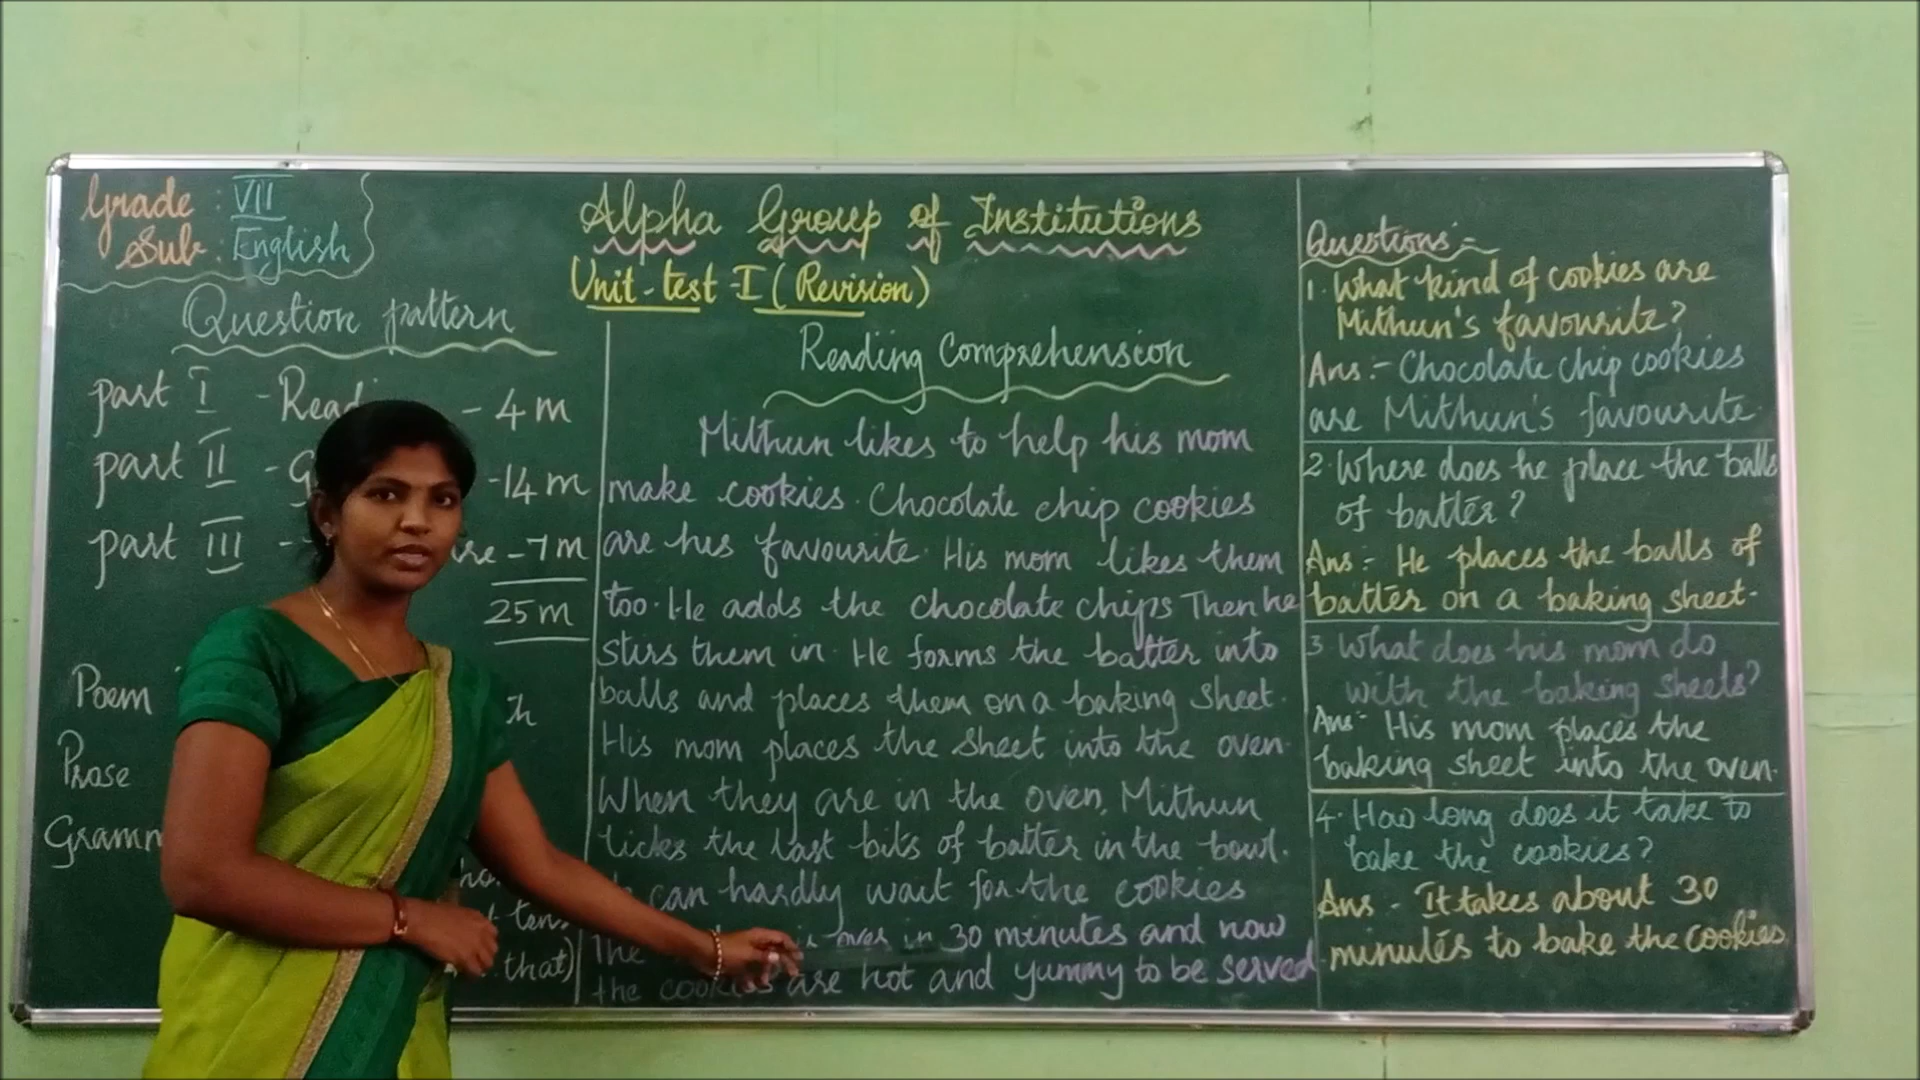 Grade : VII
Sub : English
Alpha Group of Institutions
Unit-test-I (Revision)
Question pattern
part I - Readi - 4 m
part II - G -14 m
part III - re - 7 m
25 m
Poem
Prose
Gramm
that)
Reading Comprehension
Mithun likes to help his mom
make cookies. Chocolate chip cookies
are his favourite. His mom likes them
too. He adds the chocolate chips Then he
stirs them in. He forms the batter into
balls and places them on a baking sheet.
His mom places the sheet into the oven.
When they are in the oven, Mithun
licks the last bits of batter in the bowl.
can hardly wait for the cookies
The is over in 30 minutes and now
the cookies are hot and yummy to be served
Questions:-
1. What kind of cookies are
Mithun's favourite?
Ans:- Chocolate chip cookies
are Mithun's favourite.
2. Where does he place the balls
of batter?
Ans:- He places the balls of
batter on a baking sheet.
3. What does his mom do
with the baking sheets?
Ans:- His mom places the
baking sheet into the oven.
4. How long does it take to
bake the cookies?
Ans - It takes about 30
minutes to bake the cookies